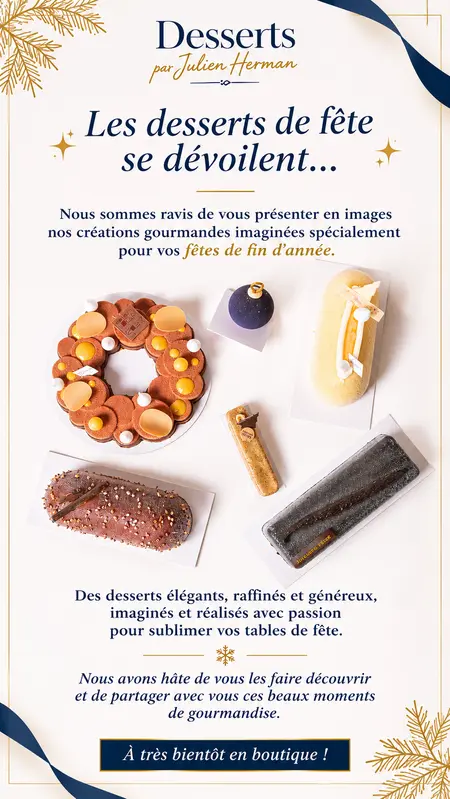 Desserts
par Julien Herman
Les desserts de fête
se dévoilent...
Nous sommes ravis de vous présenter en images
nos créations gourmandes imaginées spécialement
pour vos fêtes de fin d'année.
Des desserts élégants, raffinés et généreux,
imaginés et réalisés avec passion
pour sublimer vos tables de fête.
Nous avons hâte de vous les faire découvrir
et de partager avec vous ces beaux moments
de gourmandise.
À très bientôt en boutique !